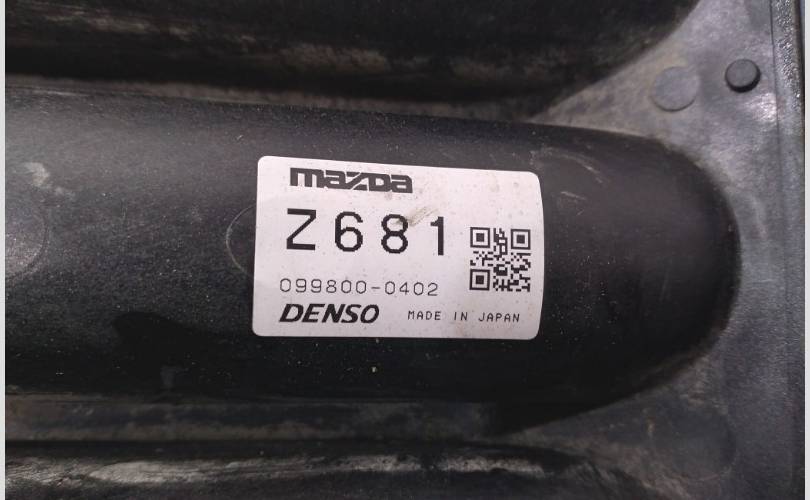 mazda
Z681
099800-0402
DENSO MADE IN JAPAN